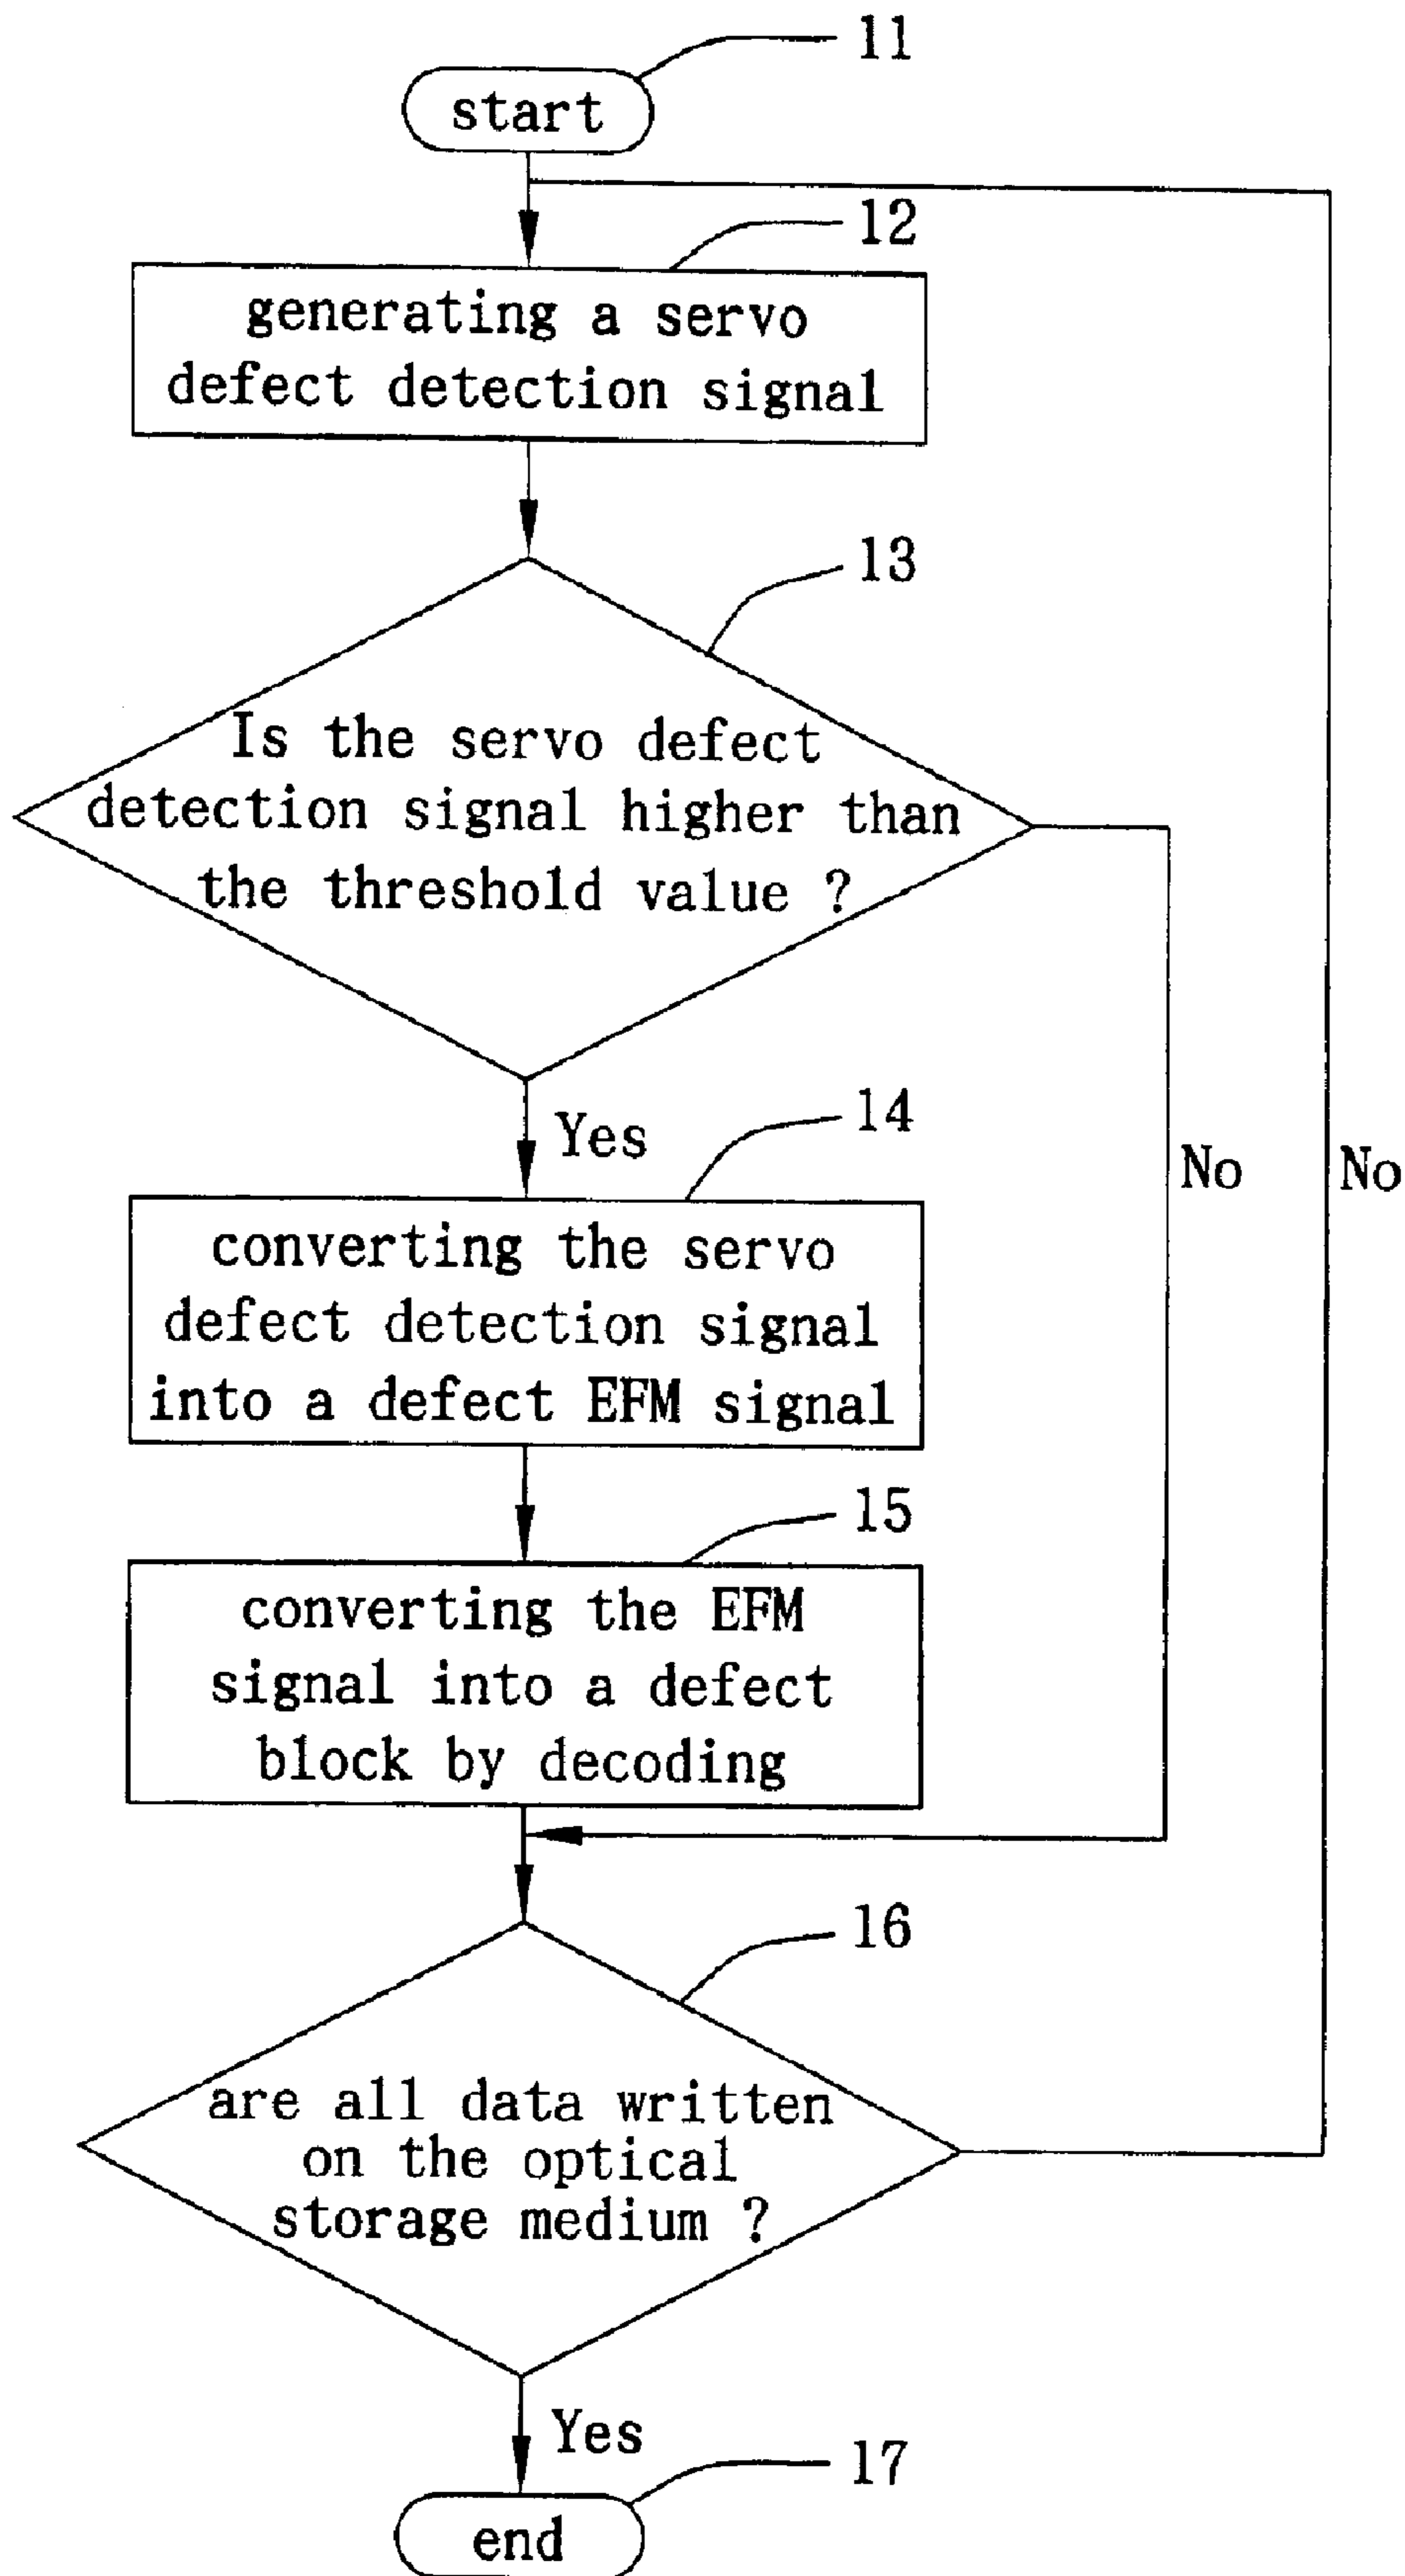 11
start
12
generating a servo
defect detection signal
13
Is the servo defect
detection signal higher than
the threshold value ?
Yes
14
No
No
converting the servo
defect detection signal
into a defect EFM signal
15
converting the EFM
signal into a defect
block by decoding
16
are all data written
on the optical
storage medium ?
Yes
17
end